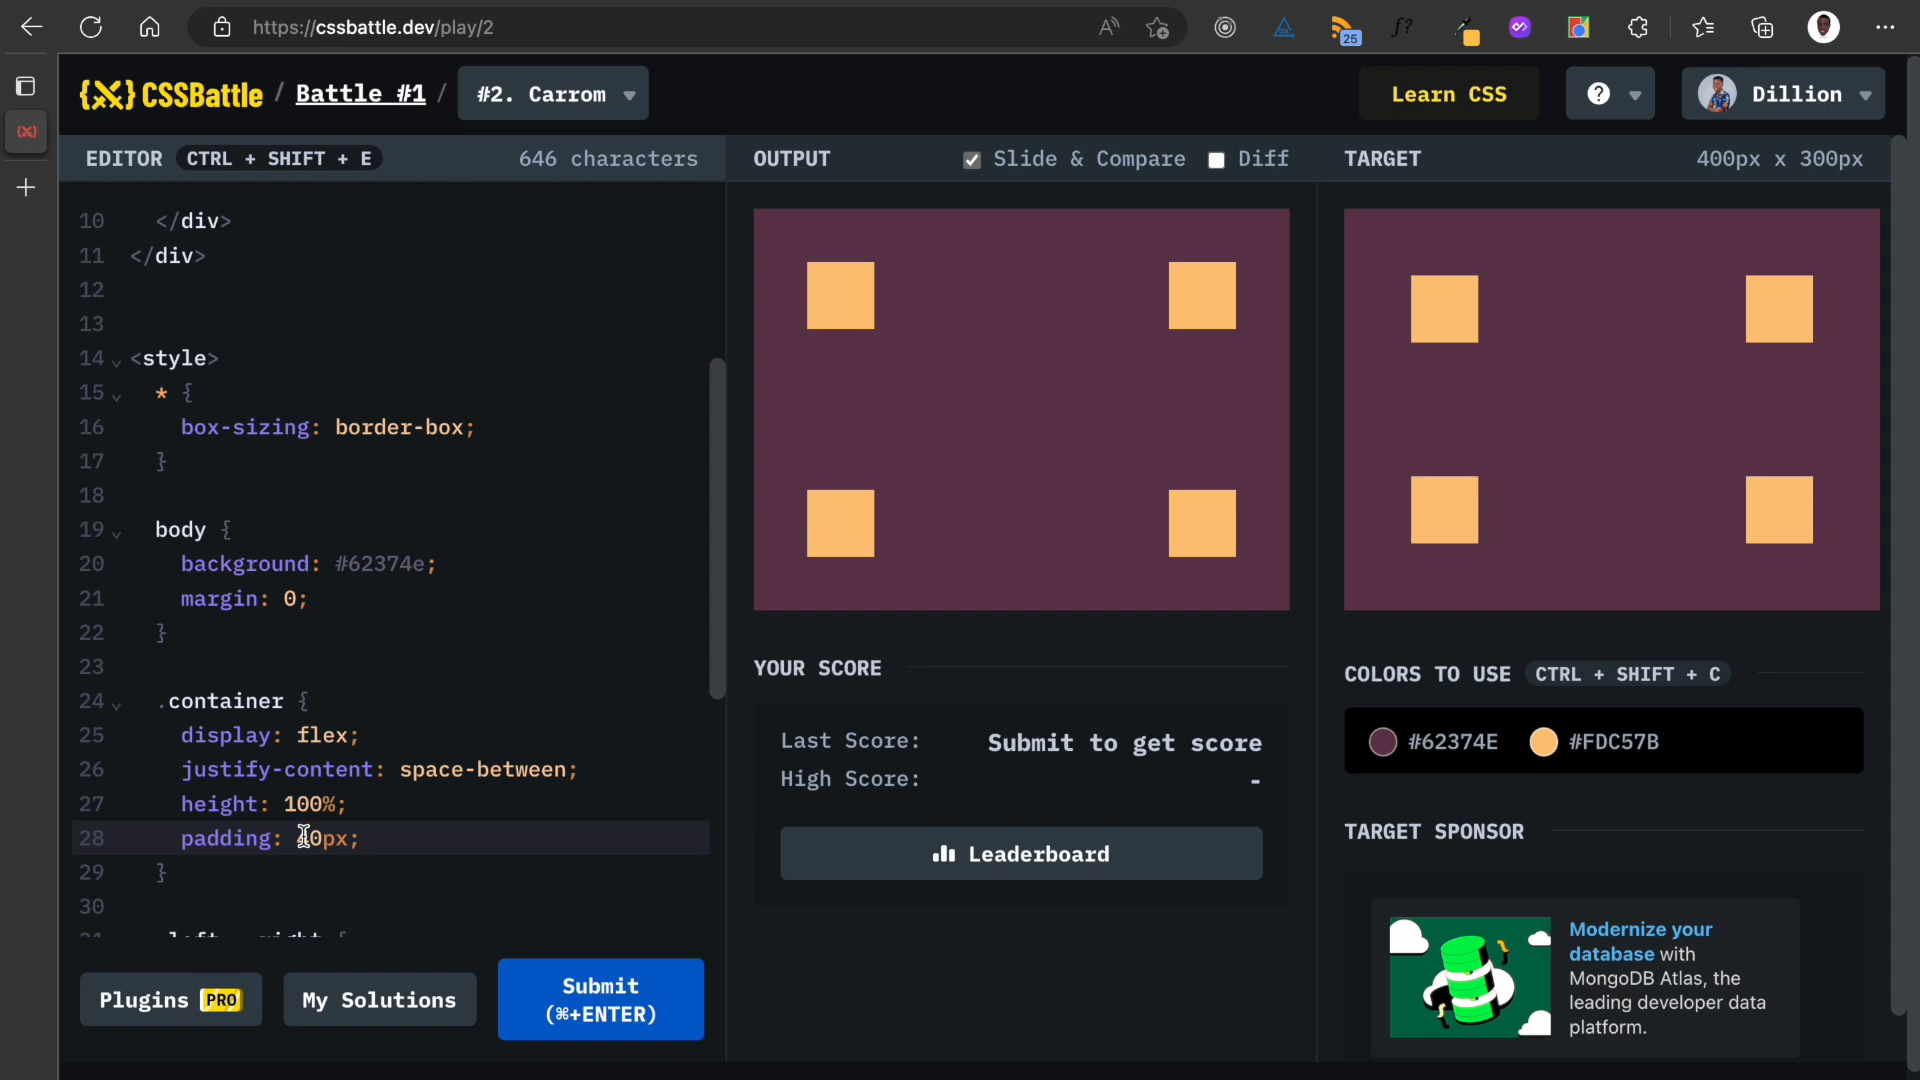 https://cssbattle.dev/play/2
25
{X} CSSBattle / Battle #1 / #2. Carrom
Learn CSS
?
Dillion
EDITOR CTRL + SHIFT + E 646 characters
OUTPUT Slide & Compare Diff
TARGET 400px x 300px
10 </div>
11 </div>
12
13
14 <style>
15 * {
16 box-sizing: border-box;
17 }
18
19 body {
20 background: #62374e;
21 margin: 0;
22 }
23
24 .container {
25 display: flex;
26 justify-content: space-between;
27 height: 100%;
28 padding: 40px;
29 }
30
Plugins PRO
My Solutions
Submit
(⌘+ENTER)
YOUR SCORE
Last Score: Submit to get score
High Score: -
Leaderboard
COLORS TO USE CTRL + SHIFT + C
#62374E #FDC57B
TARGET SPONSOR
Modernize your
database with
MongoDB Atlas, the
leading developer data
platform.